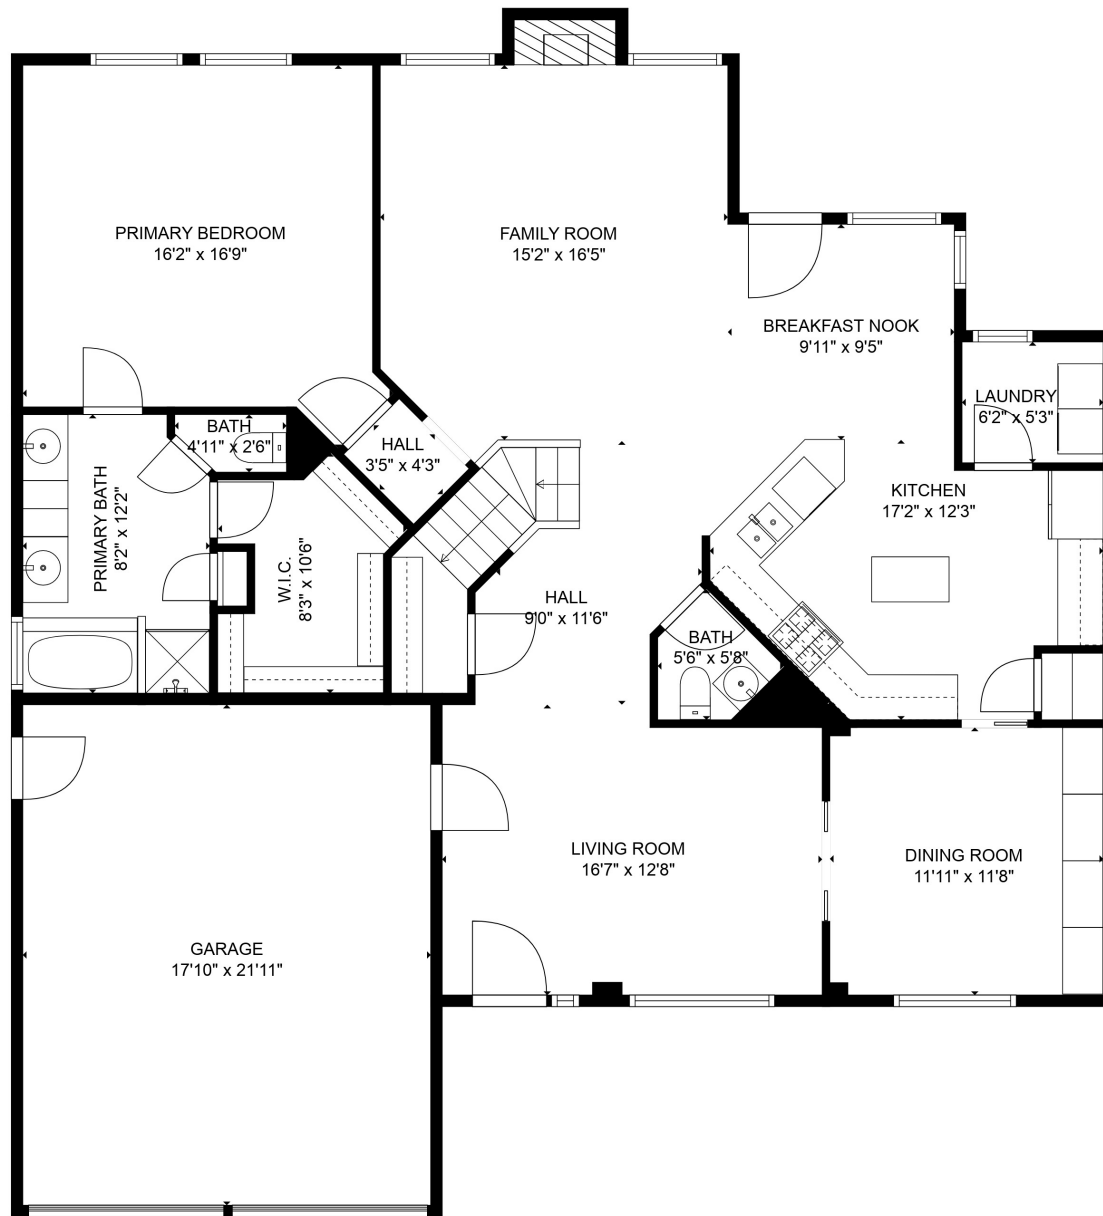 PRIMARY BEDROOM
16'2" x 16'9"
FAMILY ROOM
15'2" x 16'5"
BREAKFAST NOOK
9'11" x 9'5"
LAUNDRY
6'2" x 5'3"
BATH
4'11" x 2'6"
HALL
3'5" x 4'3"
KITCHEN
17'2" x 12'3"
PRIMARY BATH
8'2" x 12'2"
W.I.C.
8'3" x 10'6"
HALL
9'0" x 11'6"
BATH
5'6" x 5'8"
LIVING ROOM
16'7" x 12'8"
DINING ROOM
11'11" x 11'8"
GARAGE
17'10" x 21'11"